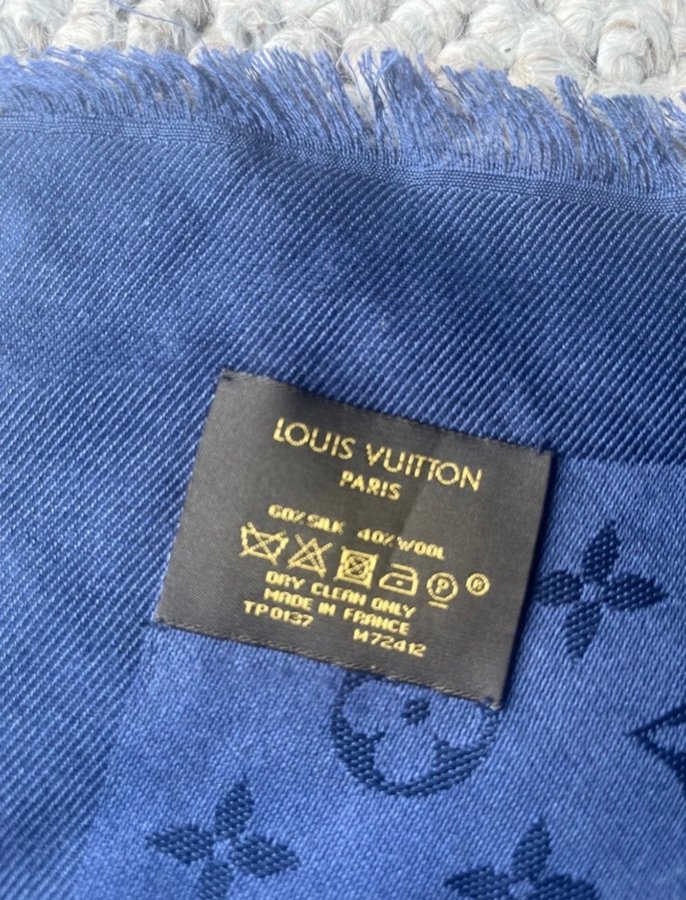 LOUIS VUITTON
PARIS
60% SILK 40% WOOL
P ®
DRY CLEAN ONLY
MADE IN FRANCE
TP0137 M72412